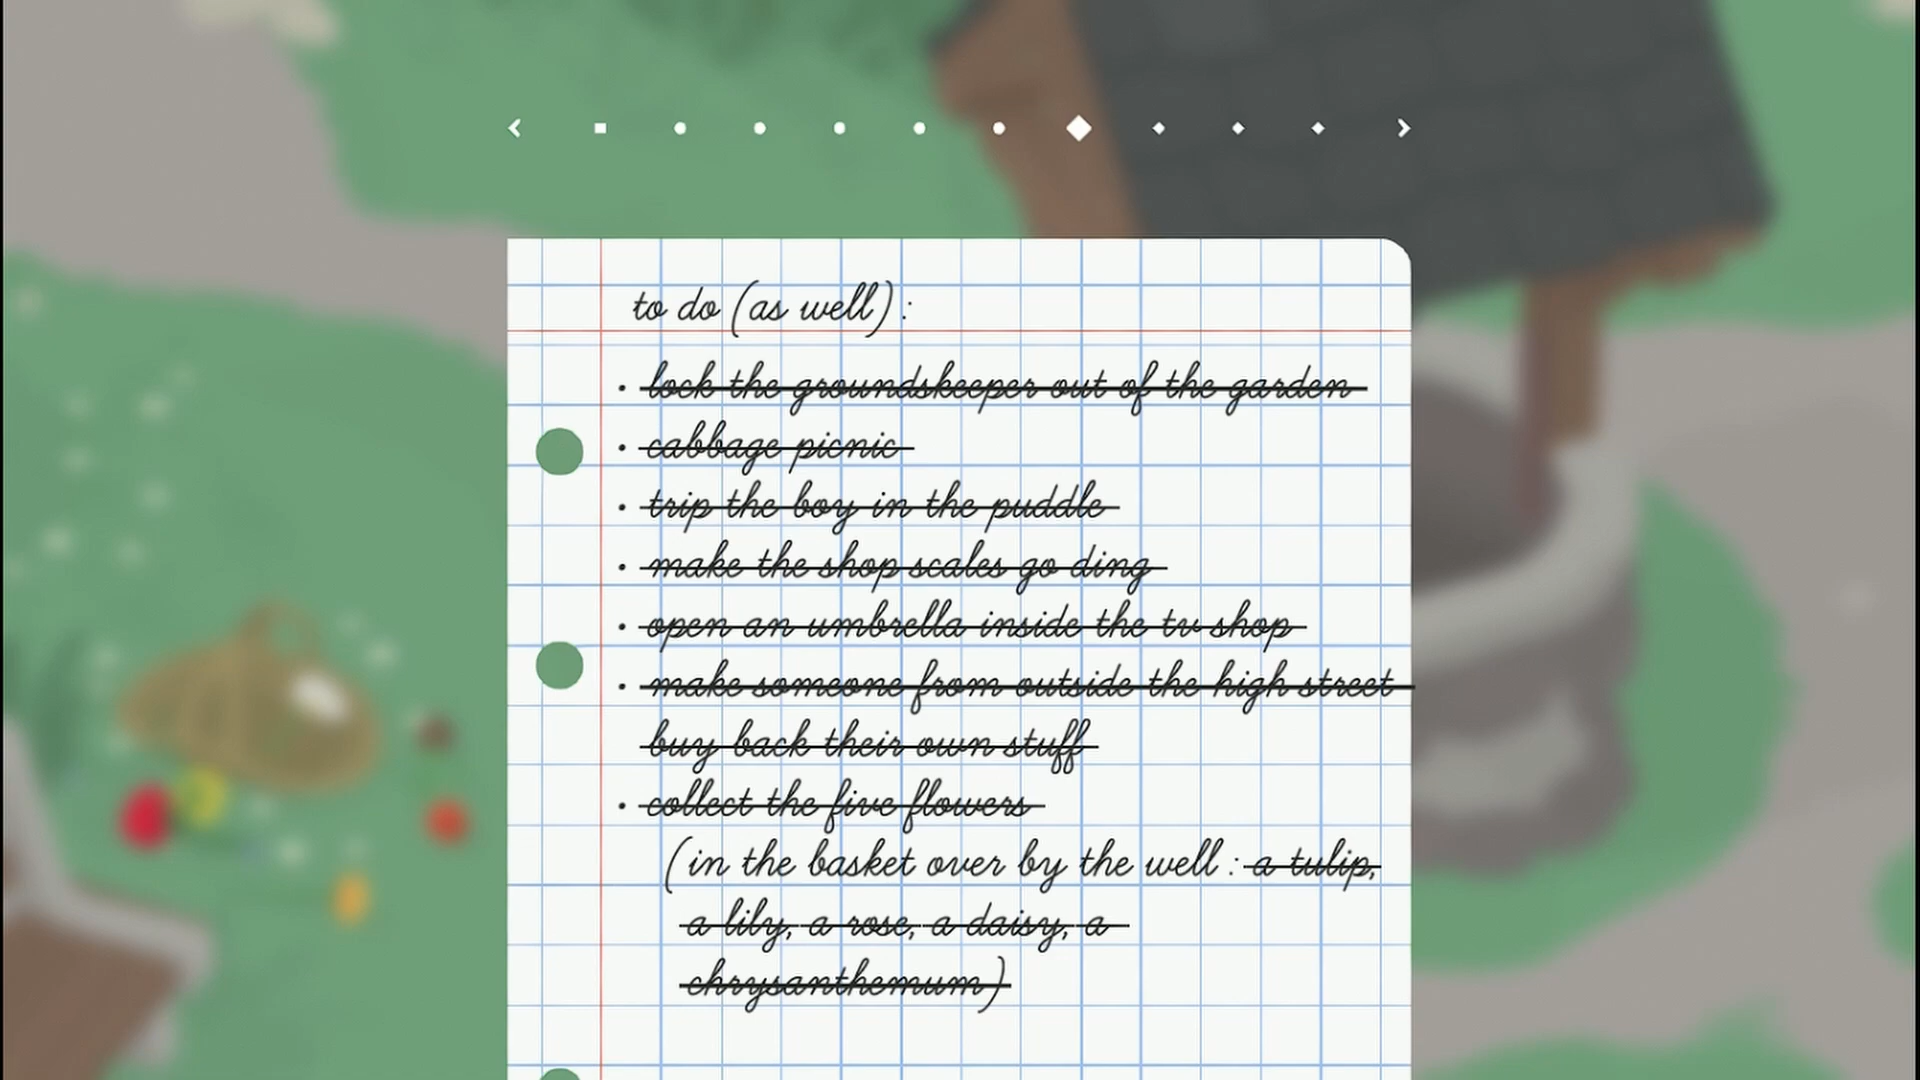 to do (as well):
• lock the groundskeeper out of the garden
• cabbage picnic
• trip the boy in the puddle
• make the shop scales go ding
• open an umbrella inside the tv shop
• make someone from outside the high street
buy back their own stuff
• collect the five flowers
(in the basket over by the well: a tulip,
a lily, a rose, a daisy, a
chrysanthemum)